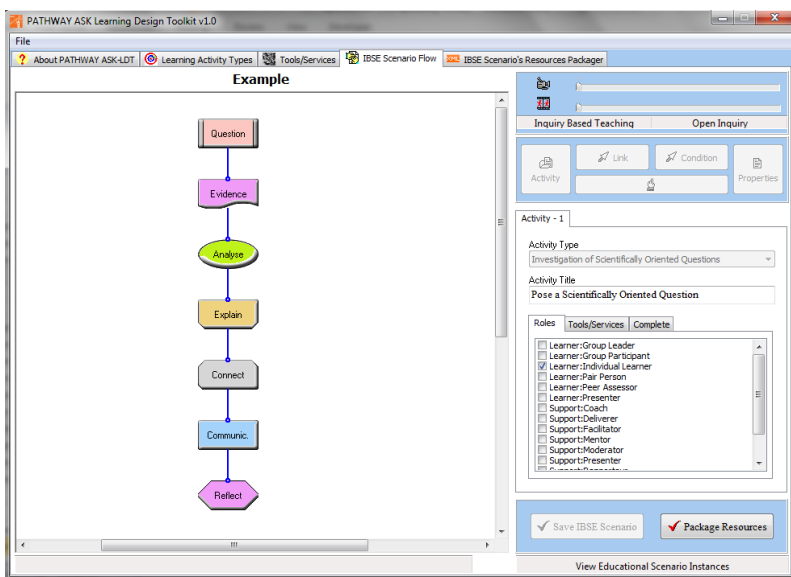 PATHWAY ASK Learning Design Toolkit v1.0
File
About PATHWAY ASK-LDT Learning Activity Types Tools/Services IBSE Scenario Flow IBSE Scenario's Resources Packager
Example
Question
Evidence
Analyse
Explain
Connect
Communic.
Reflect
Inquiry Based Teaching Open Inquiry
Activity Link Condition Properties
Activity - 1
Activity Type
Investigation of Scientifically Oriented Questions
Activity Title
Pose a Scientifically Oriented Question
Roles Tools/Services Complete
Learner:Group Leader
Learner:Group Participant
Learner:Individual Learner
Learner:Pair Person
Learner:Peer Assessor
Learner:Presenter
Support:Coach
Support:Deliverer
Support:Facilitator
Support:Mentor
Support:Moderator
Support:Presenter
Save IBSE Scenario Package Resources
View Educational Scenario Instances